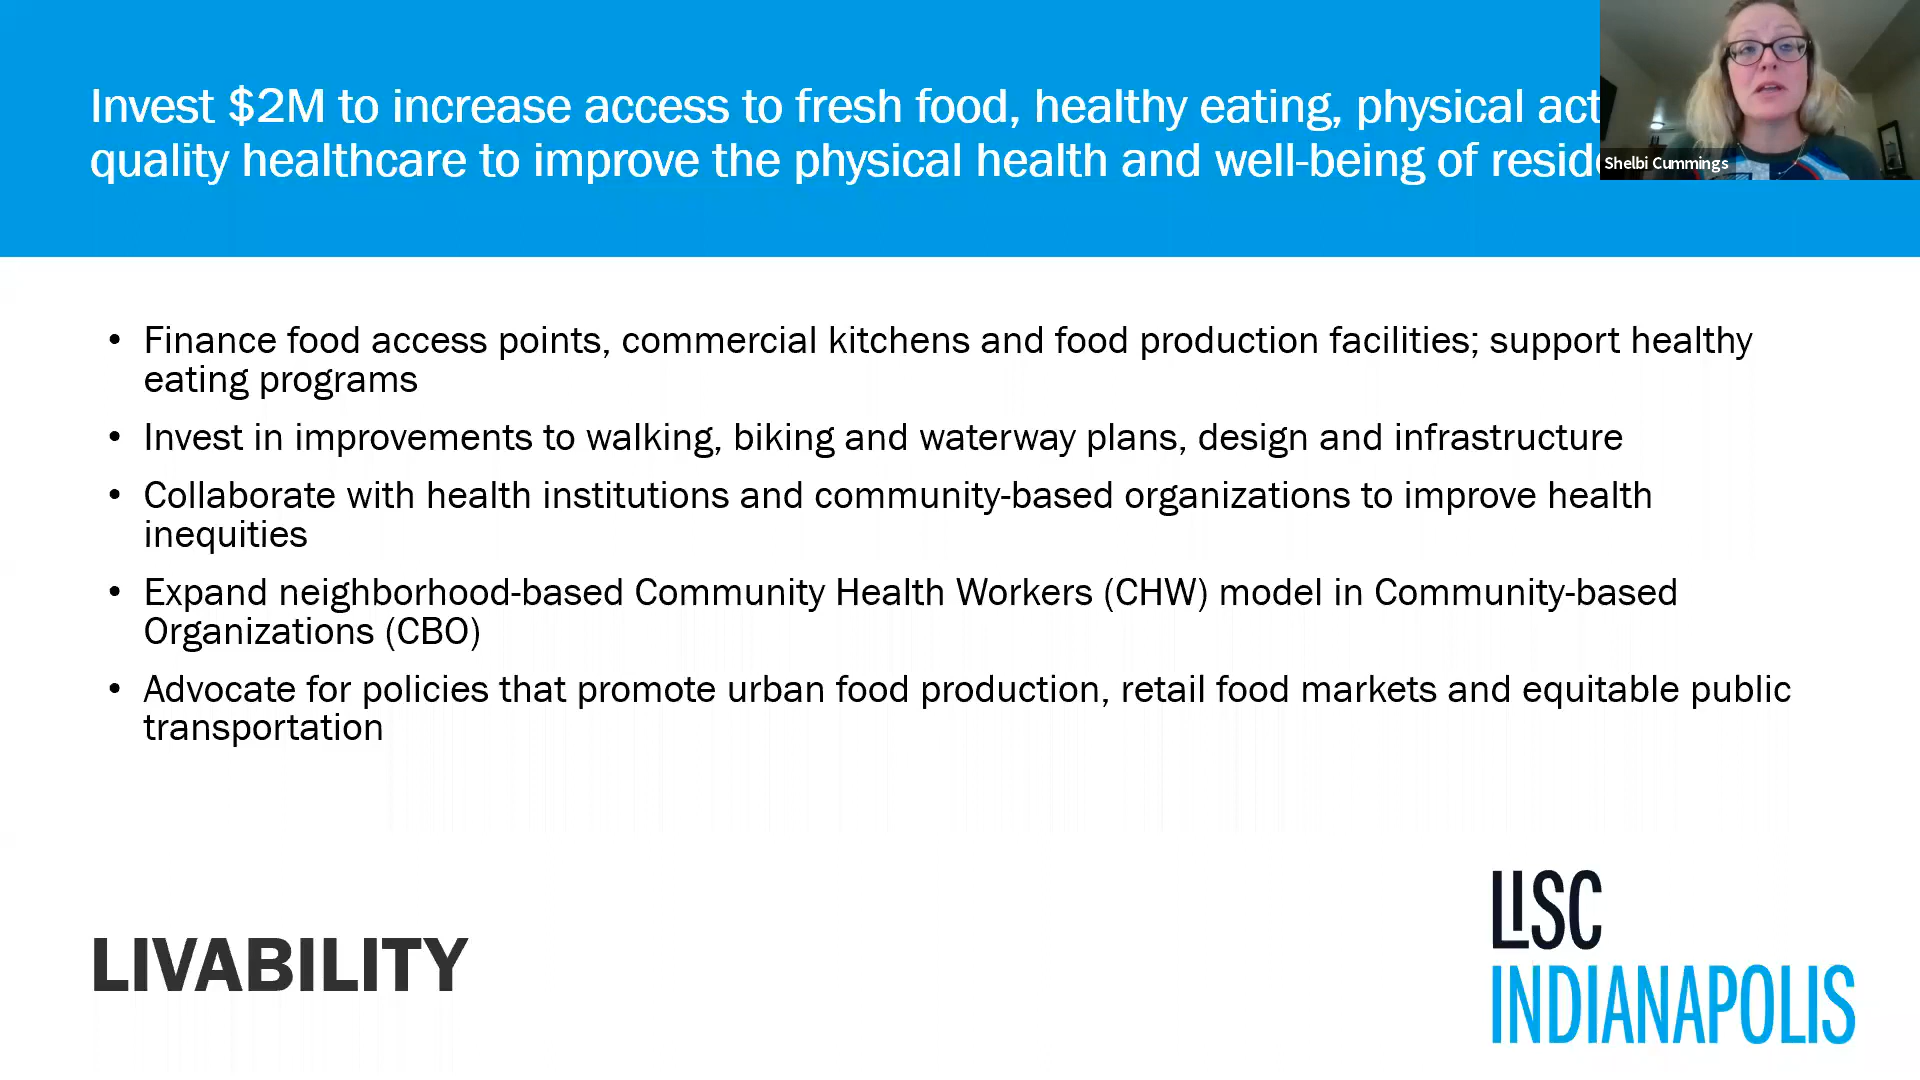 Invest $2M to increase access to fresh food, healthy eating, physical
quality healthcare to improve the physical health and well-being of
Shelbi Cummings
• Finance food access points, commercial kitchens and food production facilities; support healthy
eating programs
• Invest in improvements to walking, biking and waterway plans, design and infrastructure
• Collaborate with health institutions and community-based organizations to improve health
inequities
• Expand neighborhood-based Community Health Workers (CHW) model in Community-based
Organizations (CBO)
• Advocate for policies that promote urban food production, retail food markets and equitable public
transportation
LIVABILITY
LISC
INDIANAPOLIS